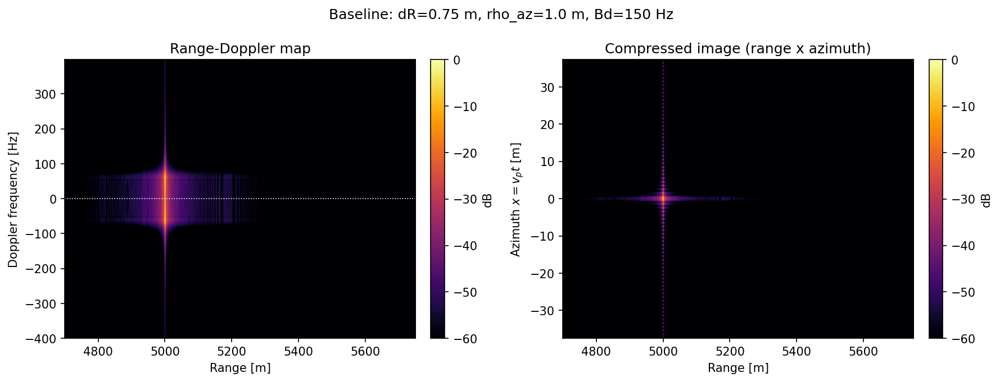 Baseline: dR=0.75 m, rho_az=1.0 m, Bd=150 Hz
Range-Doppler map
Doppler frequency [Hz]
300
200
100
0
−100
−200
−300
−400
4800 5000 5200 5400 5600
Range [m]
0
−10
−20
−30
−40
−50
−60
dB
Compressed image (range x azimuth)
Azimuth x = vₚt [m]
30
20
10
0
−10
−20
−30
4800 5000 5200 5400 5600
Range [m]
0
−10
−20
−30
−40
−50
−60
dB